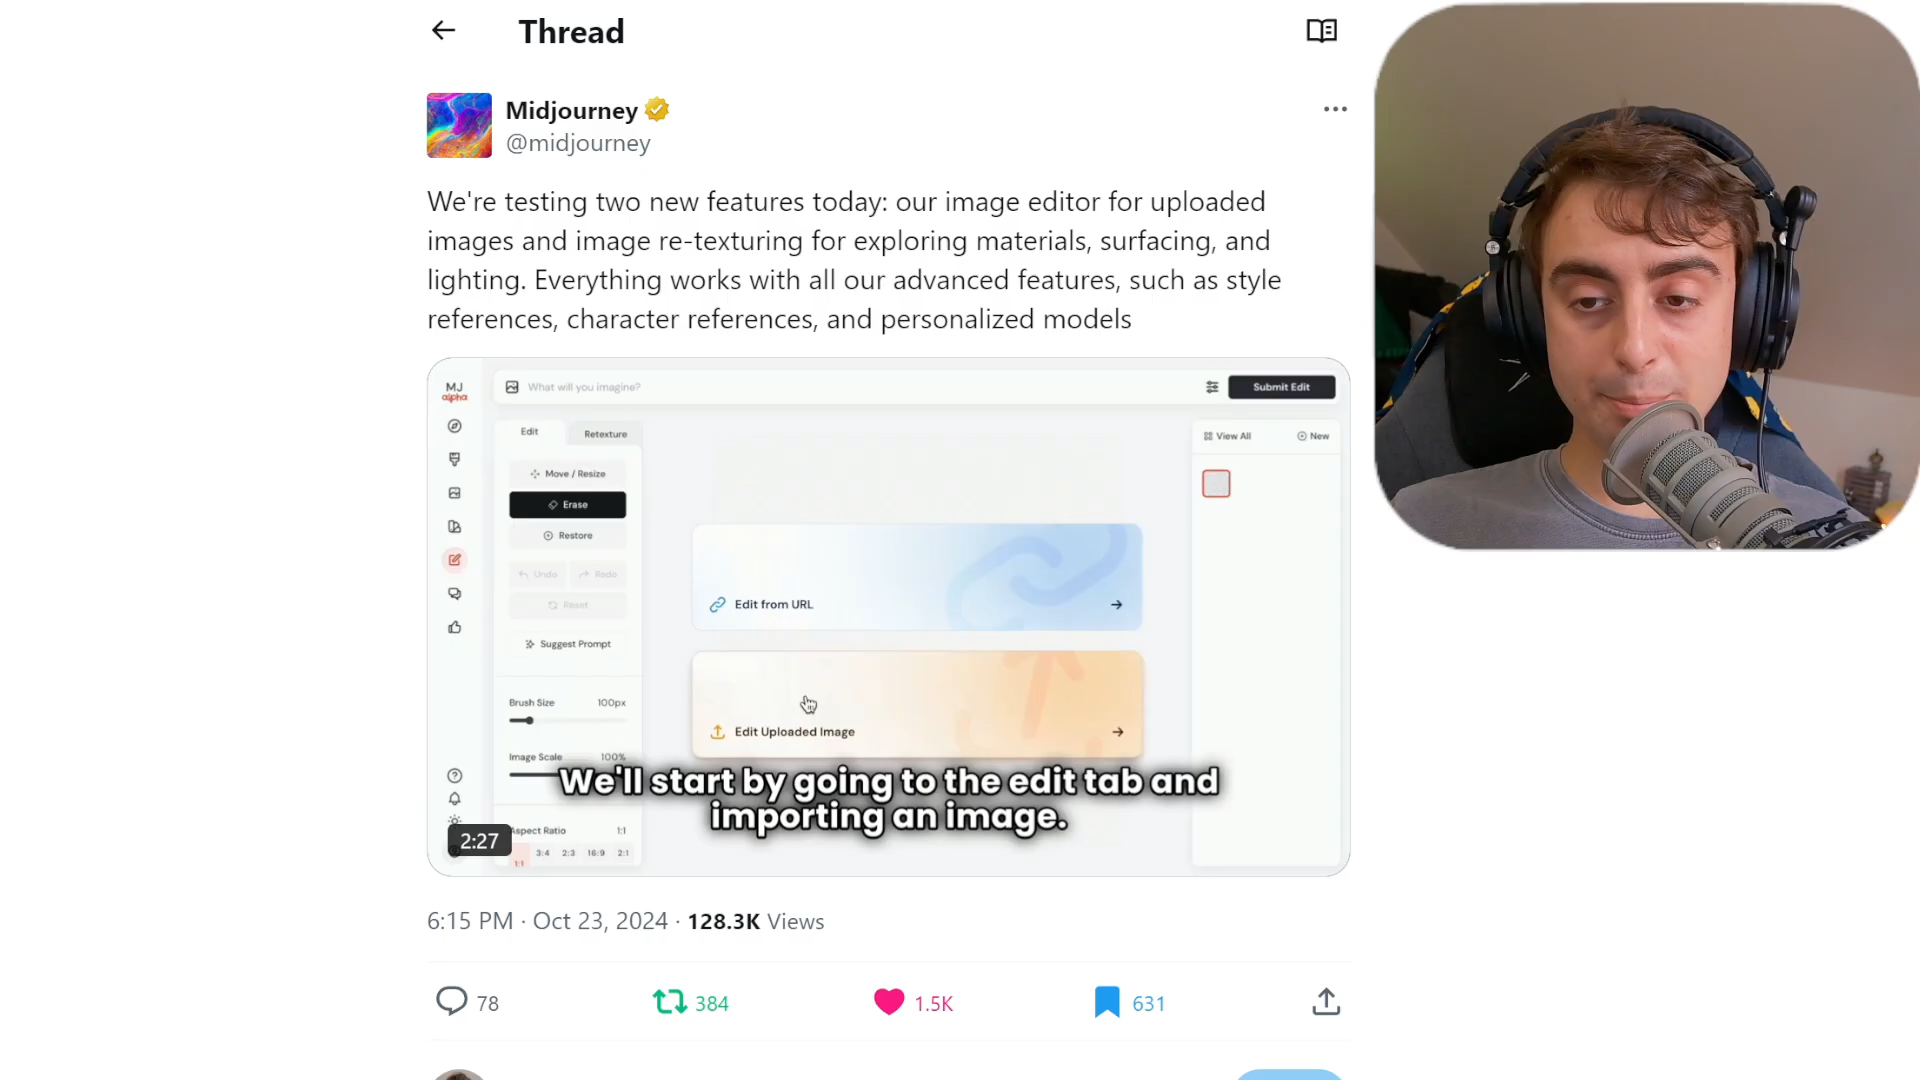 Thread
Midjourney
@midjourney
We're testing two new features today: our image editor for uploaded
images and image re-texturing for exploring materials, surfacing, and
lighting. Everything works with all our advanced features, such as style
references, character references, and personalized models
MJ
alpha
What will you imagine?
Submit Edit
Edit
Retexture
View All
New
Move / Resize
Erase
Restore
Undo
Redo
Reset
Suggest Prompt
Edit from URL
Brush Size 100px
Edit Uploaded Image
Image Scale 100%
We'll start by going to the edit tab and
importing an image.
Aspect Ratio 1:1
2:27
1:1 3:4 2:3 16:9 2:1
6:15 PM · Oct 23, 2024 · 128.3K Views
78
384
1.5K
631